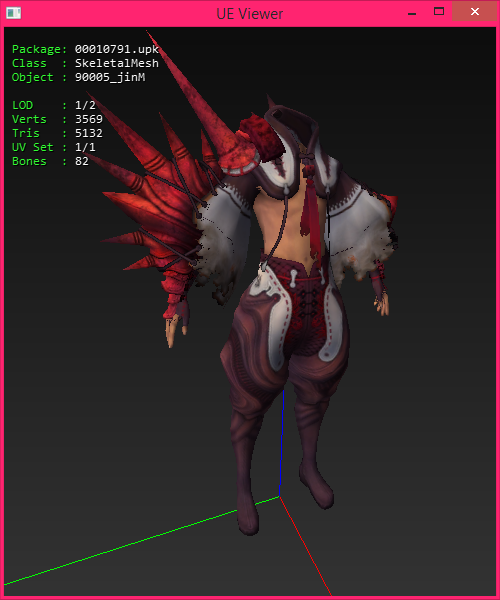 UE Viewer
Package: 00010791.upk
Class : SkeletalMesh
Object : 90005_jinM
LOD : 1/2
Verts : 3569
Tris : 5132
UV Set : 1/1
Bones : 82